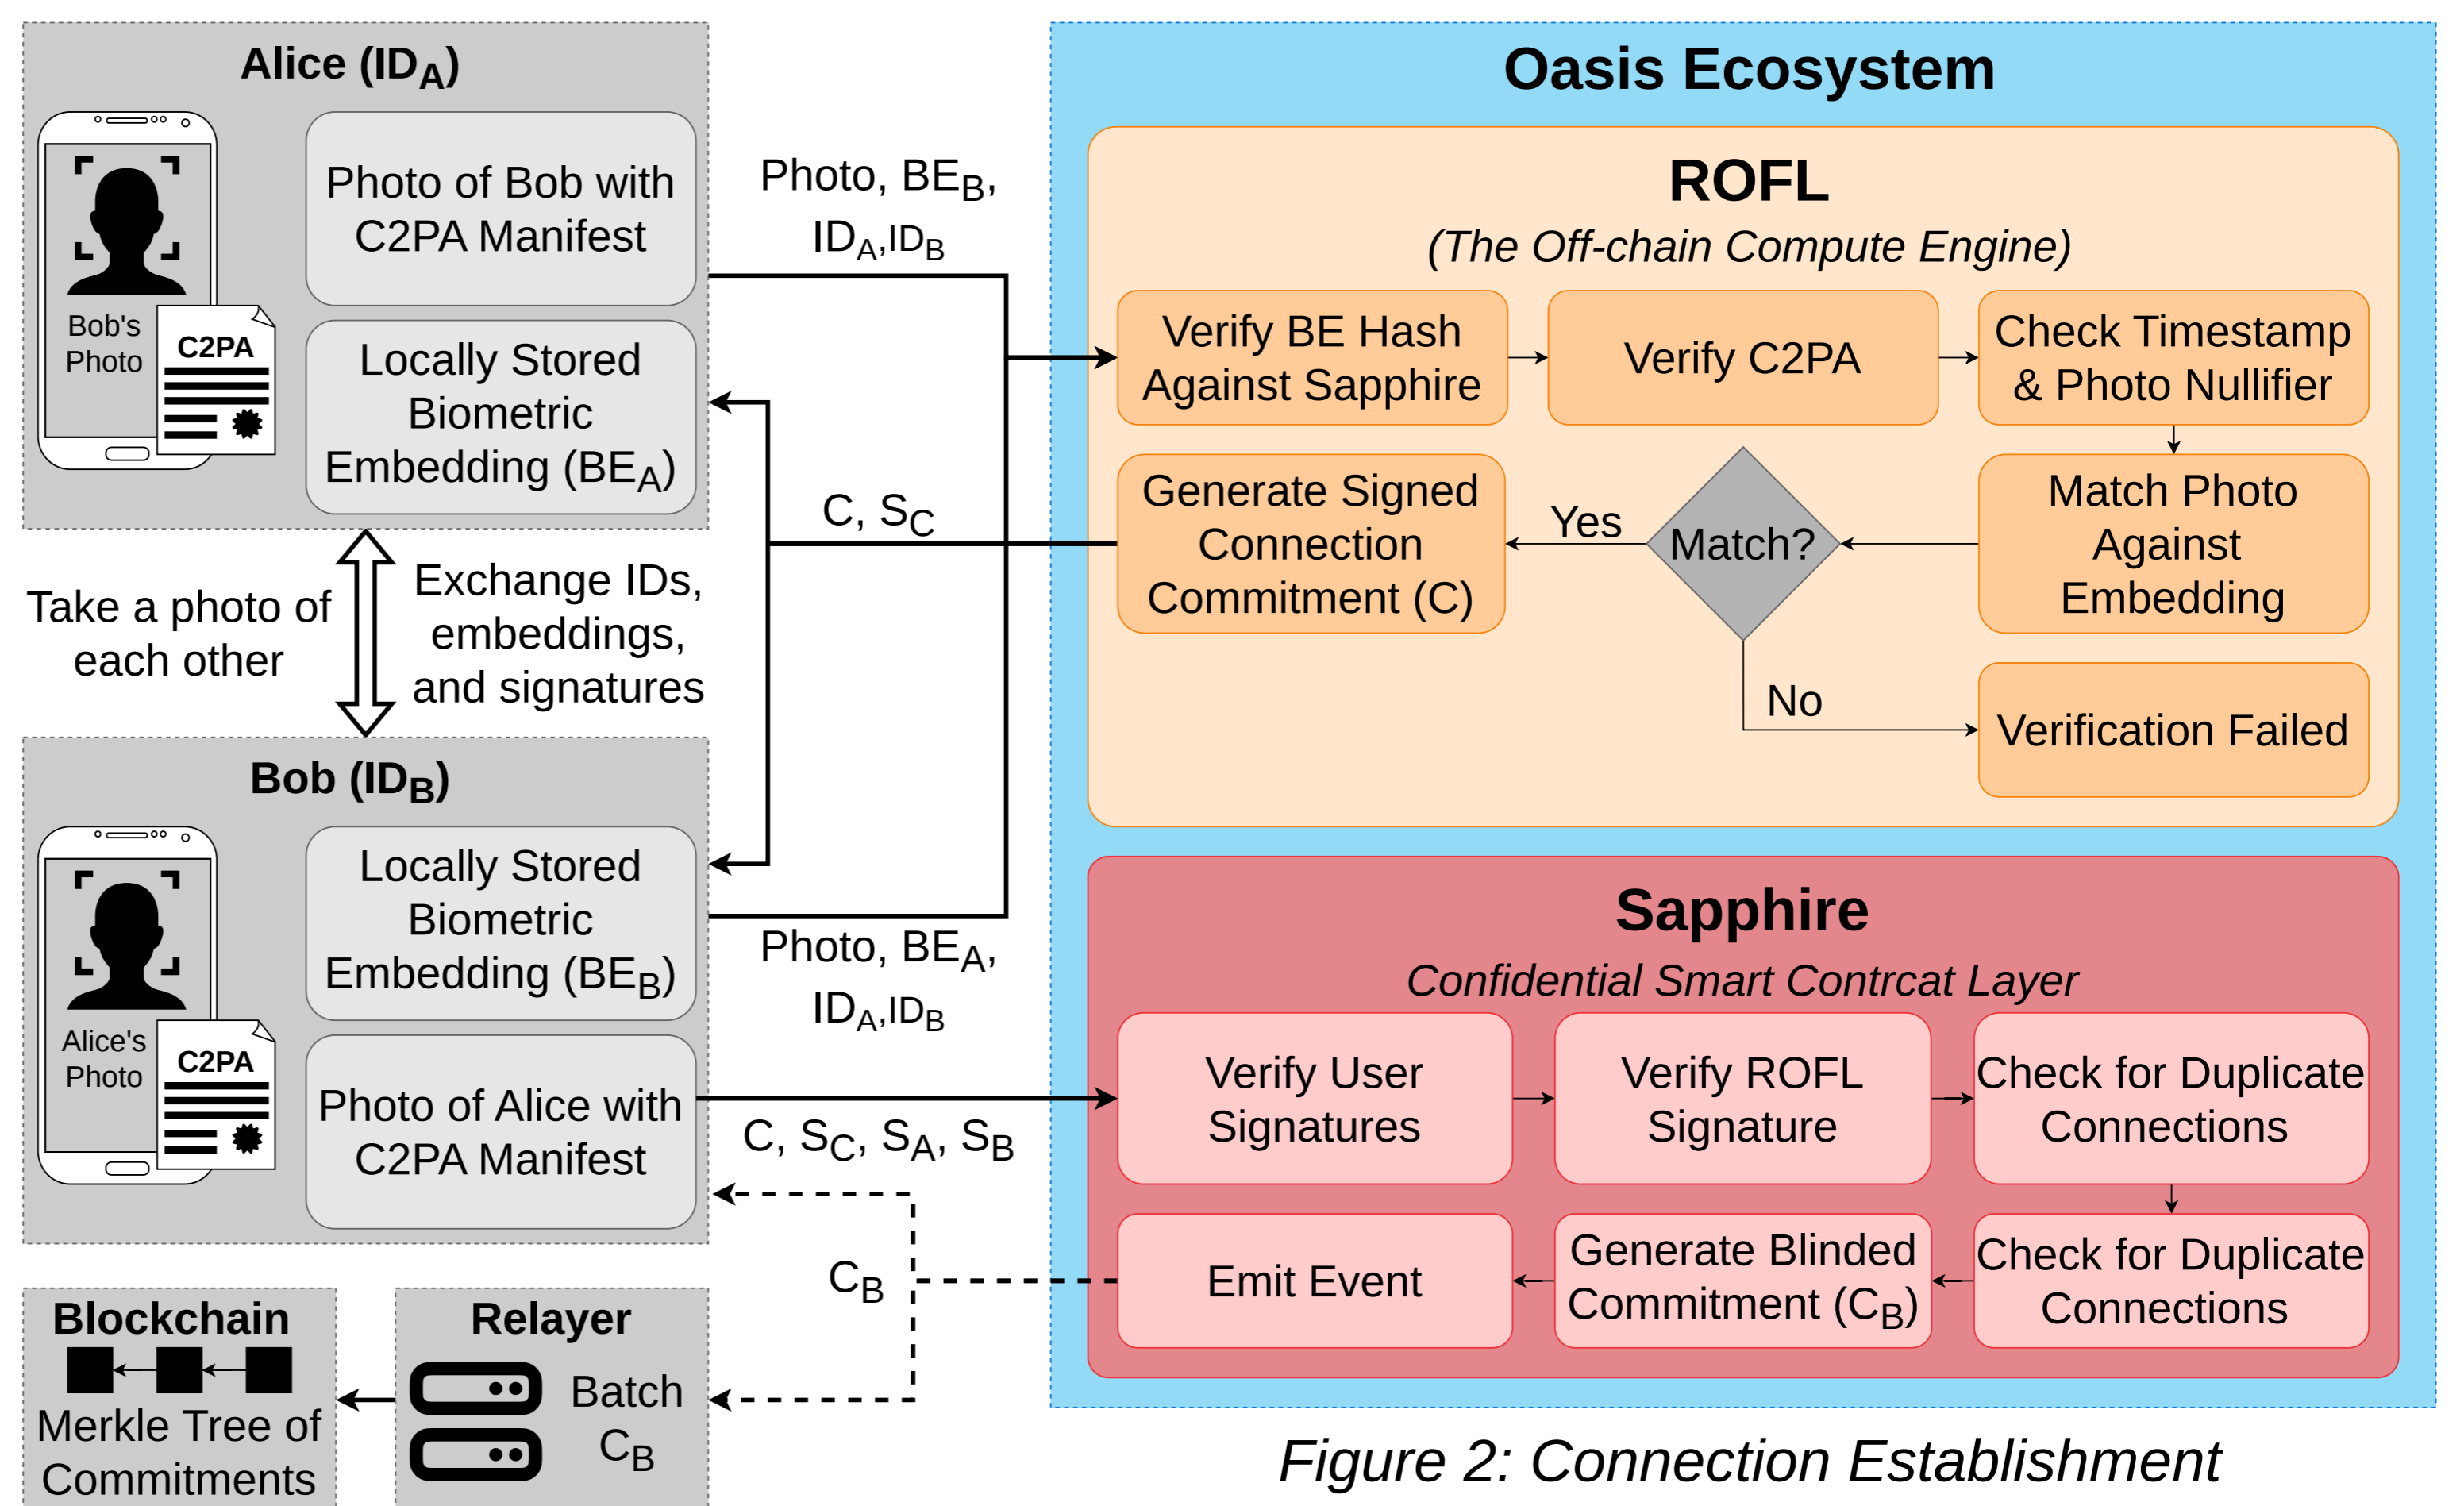 Alice (IDA)
Bob's
Photo
C2PA
Photo of Bob with
C2PA Manifest
Locally Stored
Biometric
Embedding (BEA)
Take a photo of
each other
Exchange IDs,
embeddings,
and signatures
Bob (IDB)
Alice's
Photo
C2PA
Locally Stored
Biometric
Embedding (BEB)
Photo of Alice with
C2PA Manifest
Blockchain
Merkle Tree of
Commitments
Relayer
Batch
CB
Photo, BEB,
IDA,IDB
C, SC
Photo, BEA,
IDA,IDB
C, SC, SA, SB
CB
Oasis Ecosystem
ROFL
(The Off-chain Compute Engine)
Verify BE Hash
Against Sapphire
Verify C2PA
Check Timestamp
& Photo Nullifier
Match Photo
Against
Embedding
Match?
Yes
Generate Signed
Connection
Commitment (C)
No
Verification Failed
Sapphire
Confidential Smart Contrcat Layer
Verify User
Signatures
Verify ROFL
Signature
Check for Duplicate
Connections
Check for Duplicate
Connections
Generate Blinded
Commitment (CB)
Emit Event
Figure 2: Connection Establishment